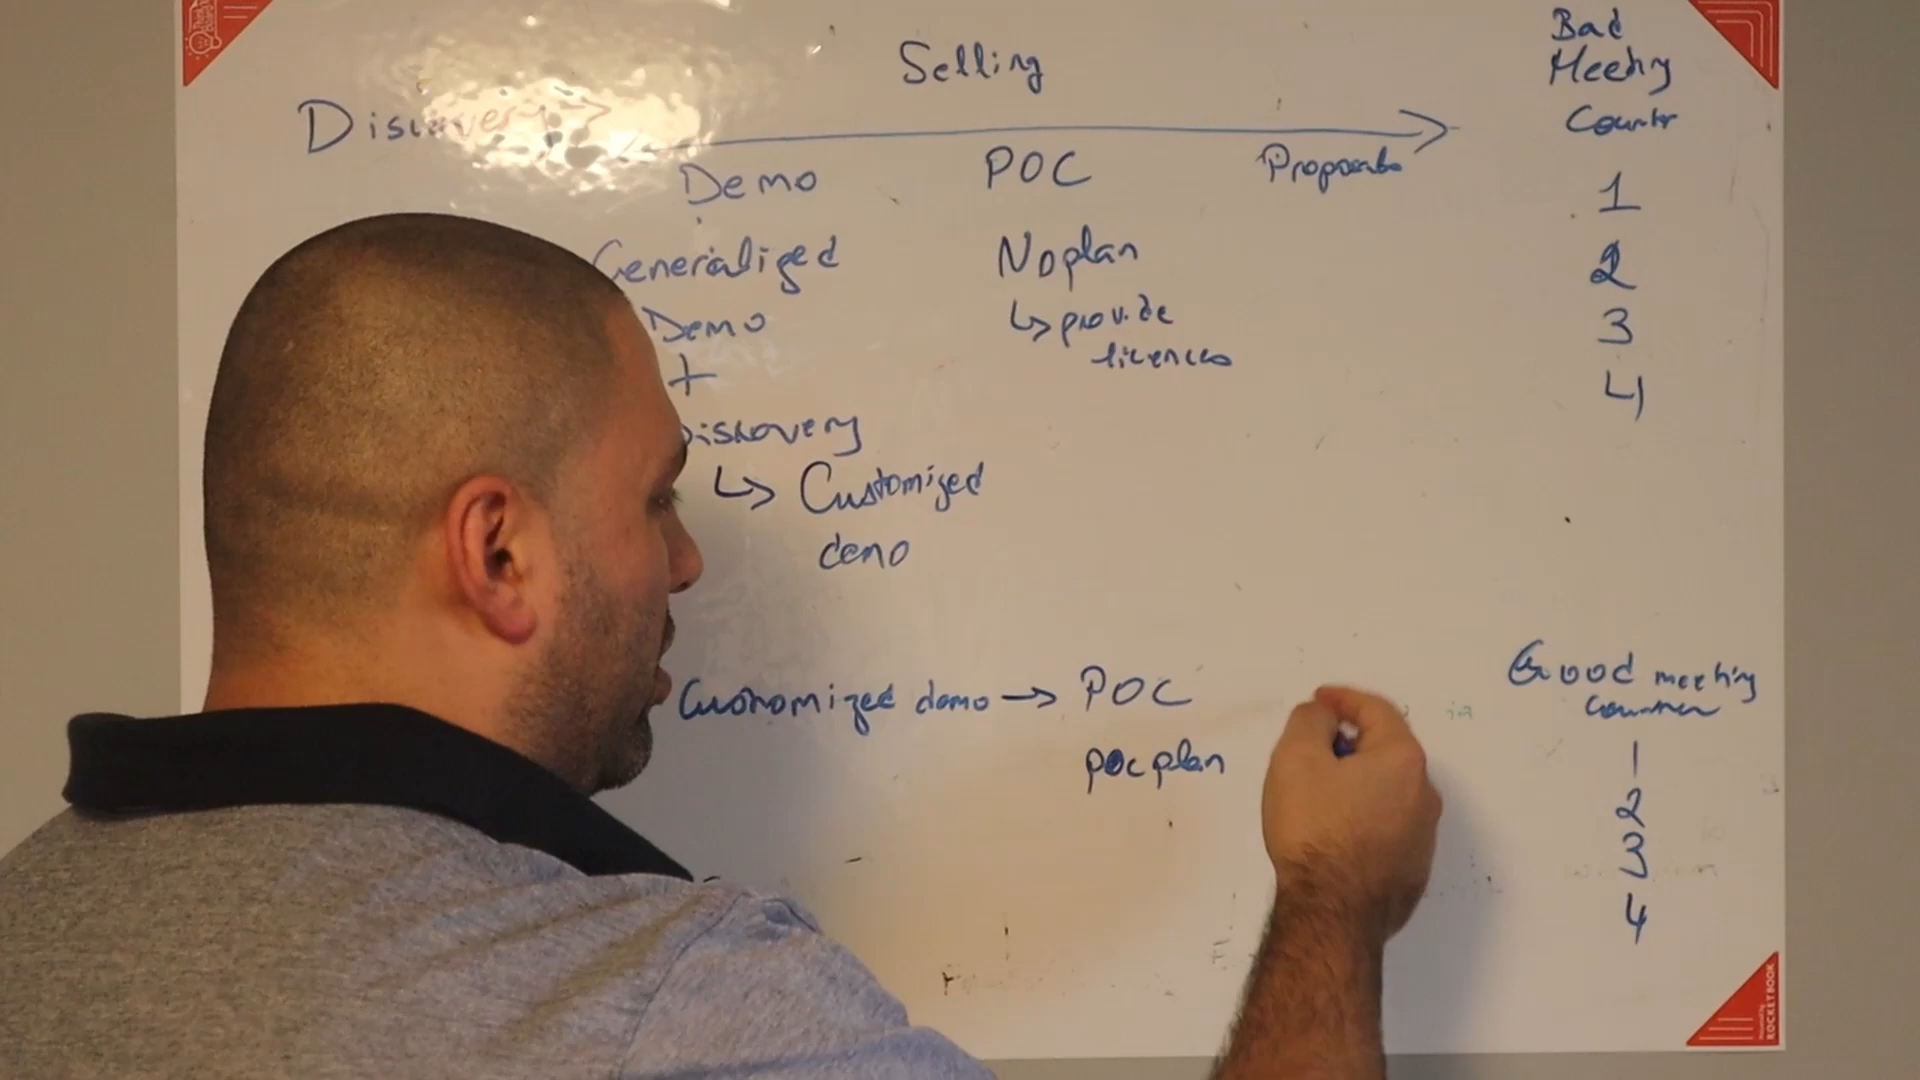 Selling
Discovery →
Demo
POC
Proposals
Generalized
Demo
+
Discovery
↳ Customized
demo
No plan
↳ provide
licences
Bad
Meeting
Counter
1
2
3
4
Customized demo → POC
poc plan
Good meeting
Counter
1
2
3
4
ROCKETBOOK